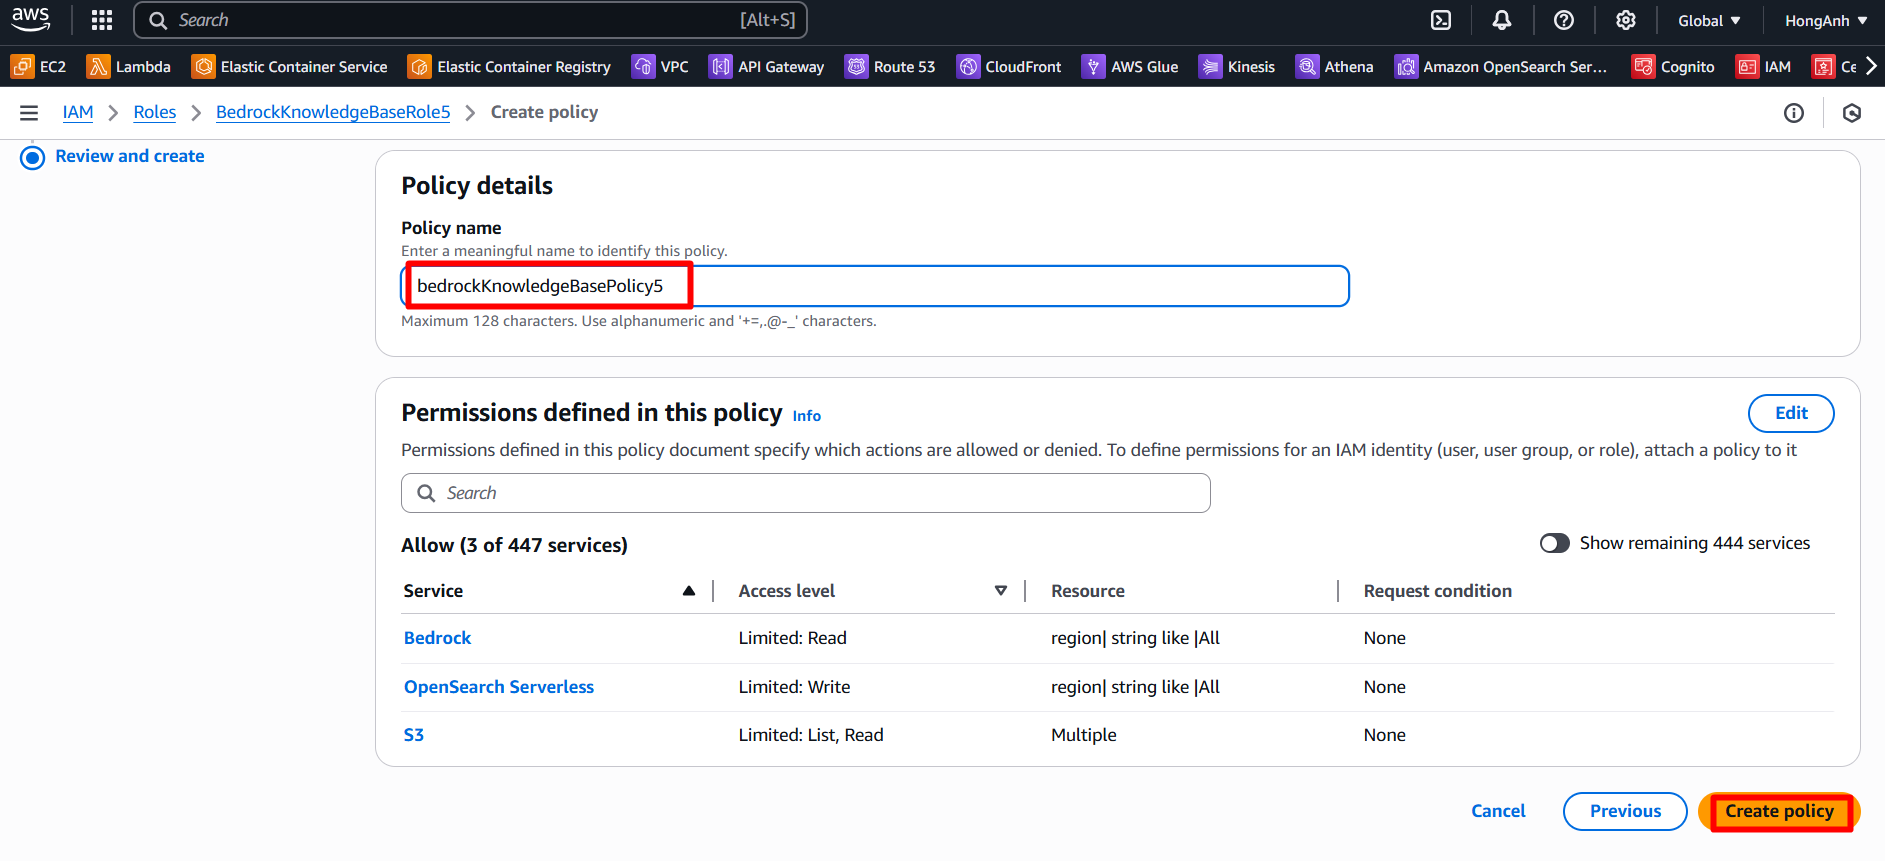 aws Search [Alt+S] Global HongAnh
EC2 Lambda Elastic Container Service Elastic Container Registry VPC API Gateway Route 53 CloudFront AWS Glue Kinesis Athena Amazon OpenSearch Ser... Cognito IAM Ce
IAM Roles BedrockKnowledgeBaseRole5 Create policy
Review and create
Policy details
Policy name
Enter a meaningful name to identify this policy.
bedrockKnowledgeBasePolicy5
Maximum 128 characters. Use alphanumeric and '+=,.@-_' characters.
Permissions defined in this policy Info
Edit
Permissions defined in this policy document specify which actions are allowed or denied. To define permissions for an IAM identity (user, user group, or role), attach a policy to it
Search
Allow (3 of 447 services)
Show remaining 444 services
Service Access level Resource Request condition
Bedrock Limited: Read region| string like |All None
OpenSearch Serverless Limited: Write region| string like |All None
S3 Limited: List, Read Multiple None
Cancel Previous Create policy